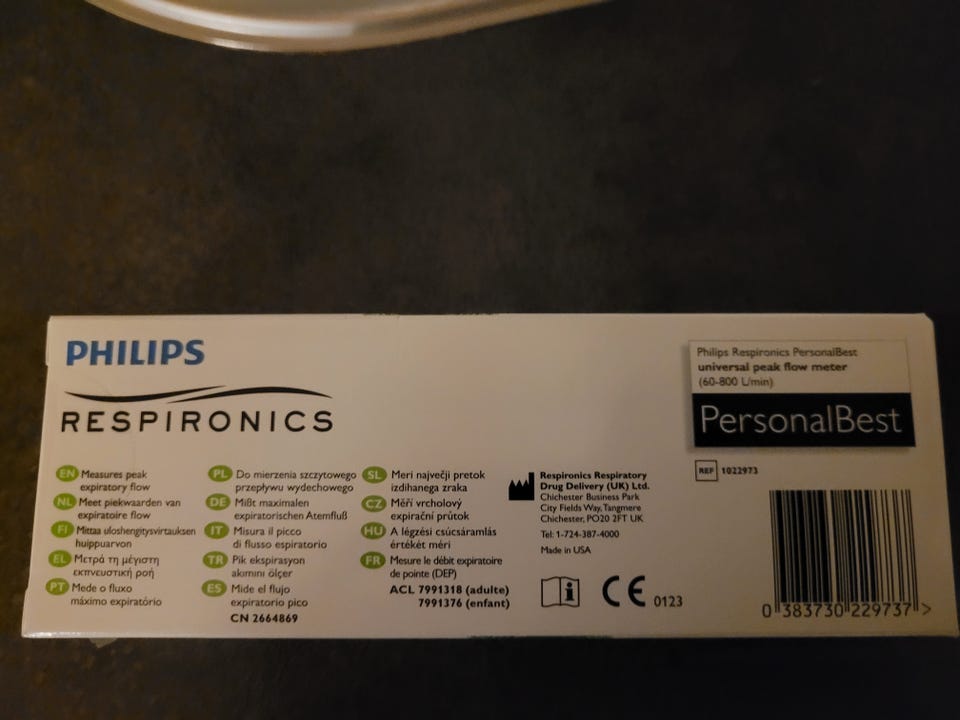 PHILIPS
RESPIRONICS
Philips Respironics PersonalBest
universal peak flow meter
(60-800 L/min)
PersonalBest
REF 1022973
EN Measures peak
expiratory flow
NL Meet piekwaarden van
expiratoire flow
FI Mittaa uloshengitysvirtauksen
huippuarvon
EL Μετρά τη μέγιστη
εκπνευστική ροή
PT Mede o fluxo
máximo expiratório
PL Do mierzenia szczytowego
przepływu wydechowego
DE Mißt maximalen
expiratorischen Atemfluß
IT Misura il picco
di flusso espiratorio
TR Pik ekspirasyon
akımını ölçer
ES Mide el flujo
expiratorio pico
CN 2664869
SL Meri največji pretok
izdihanega zraka
CZ Měří vrcholový
expirační průtok
HU A légzési csúcsáramlás
értékét méri
FR Mesure le débit expiratoire
de pointe (DEP)
ACL 7991318 (adulte)
7991376 (enfant)
Respironics Respiratory
Drug Delivery (UK) Ltd.
Chichester Business Park
City Fields Way, Tangmere
Chichester, PO20 2FT UK
Tel: 1-724-387-4000
Made in USA
i
CE 0123
0 383730 229737 >